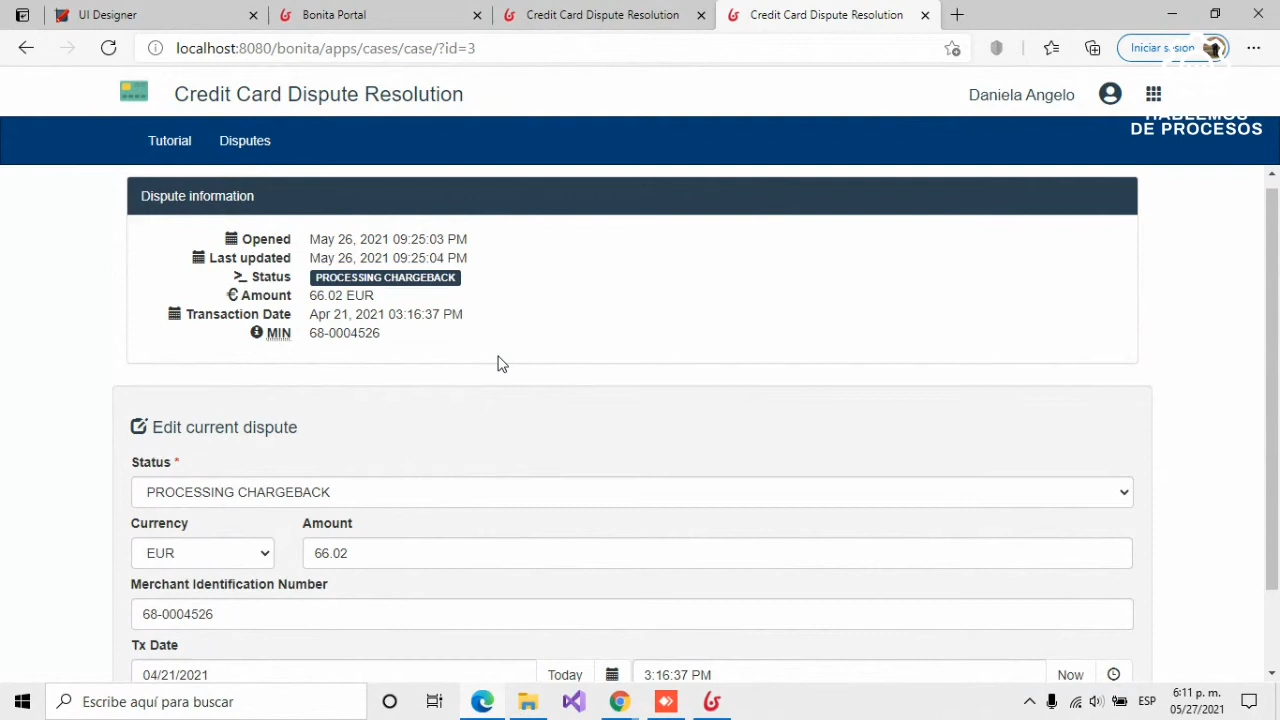 UI Designer
Bonita Portal
Credit Card Dispute Resolution
Credit Card Dispute Resolution
localhost:8080/bonita/apps/cases/case/?id=3
Credit Card Dispute Resolution
Daniela Angelo
HABLEMOS
DE PROCESOS
Tutorial
Disputes
Dispute information
Opened May 26, 2021 09:25:03 PM
Last updated May 26, 2021 09:25:04 PM
Status PROCESSING CHARGEBACK
€ Amount 66.02 EUR
Transaction Date Apr 21, 2021 03:16:37 PM
MIN 68-0004526
Edit current dispute
Status *
PROCESSING CHARGEBACK
Currency Amount
EUR 66.02
Merchant Identification Number
68-0004526
Tx Date
04/21/2021 Today 3:16:37 PM Now
Escribe aquí para buscar
ESP
6:11 p. m.
05/27/2021